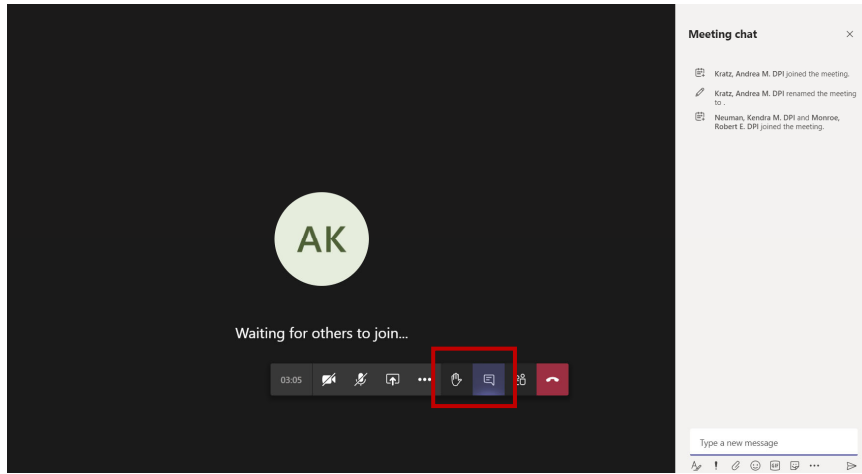 Meeting chat
Kratz, Andrea M. DPI joined the meeting.
Kratz, Andrea M. DPI renamed the meeting
to .
Neuman, Kendra M. DPI and Monroe,
Robert E. DPI joined the meeting.
AK
Waiting for others to join...
03:05
Type a new message
GIF